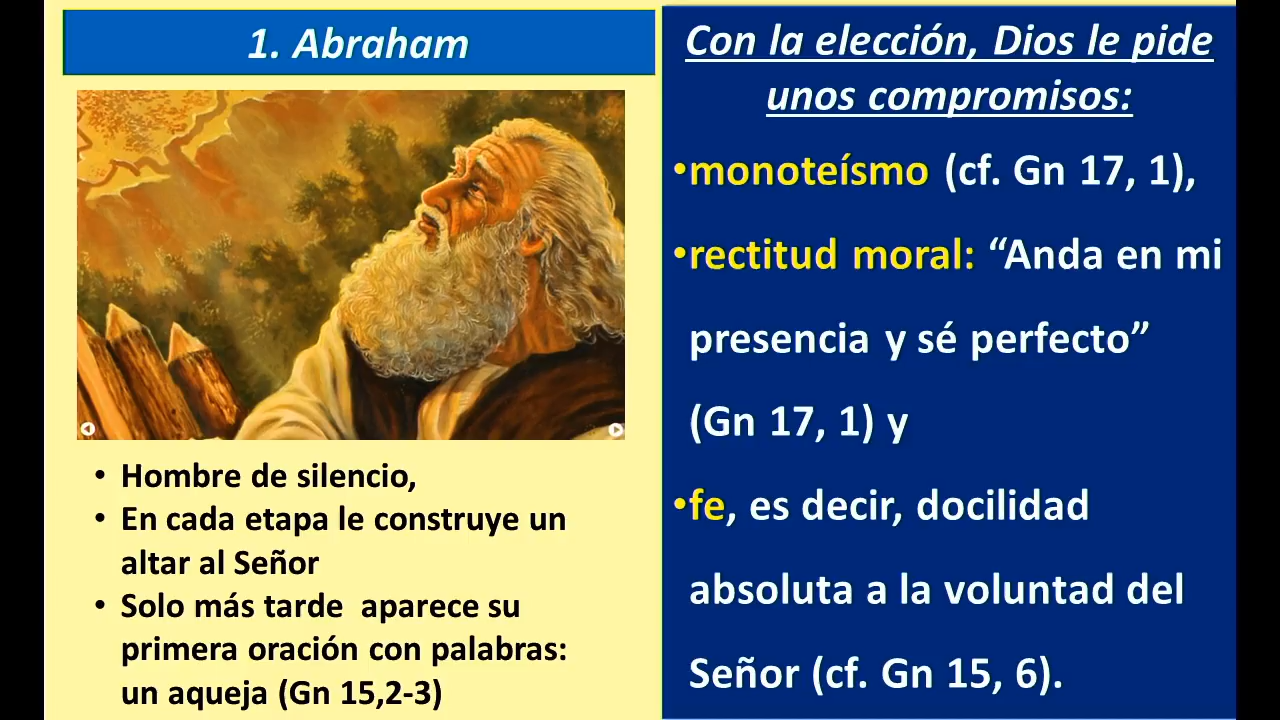 1. Abraham
• Hombre de silencio,
• En cada etapa le construye un
altar al Señor
• Solo más tarde  aparece su
primera oración con palabras:
un aqueja (Gn 15,2-3)
Con la elección, Dios le pide
unos compromisos:
•monoteísmo (cf. Gn 17, 1),
•rectitud moral: “Anda en mi
presencia y sé perfecto”
(Gn 17, 1) y
•fe, es decir, docilidad
absoluta a la voluntad del
Señor (cf. Gn 15, 6).